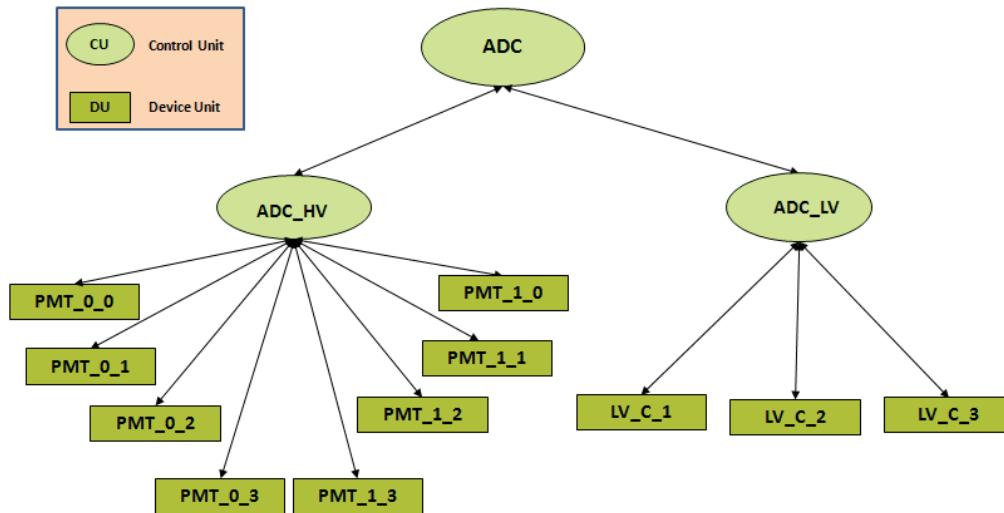 CU Control Unit
DU Device Unit
ADC
ADC_HV
ADC_LV
PMT_0_0
PMT_1_0
PMT_0_1
PMT_1_1
PMT_0_2
PMT_1_2
LV_C_1
LV_C_2
LV_C_3
PMT_0_3
PMT_1_3